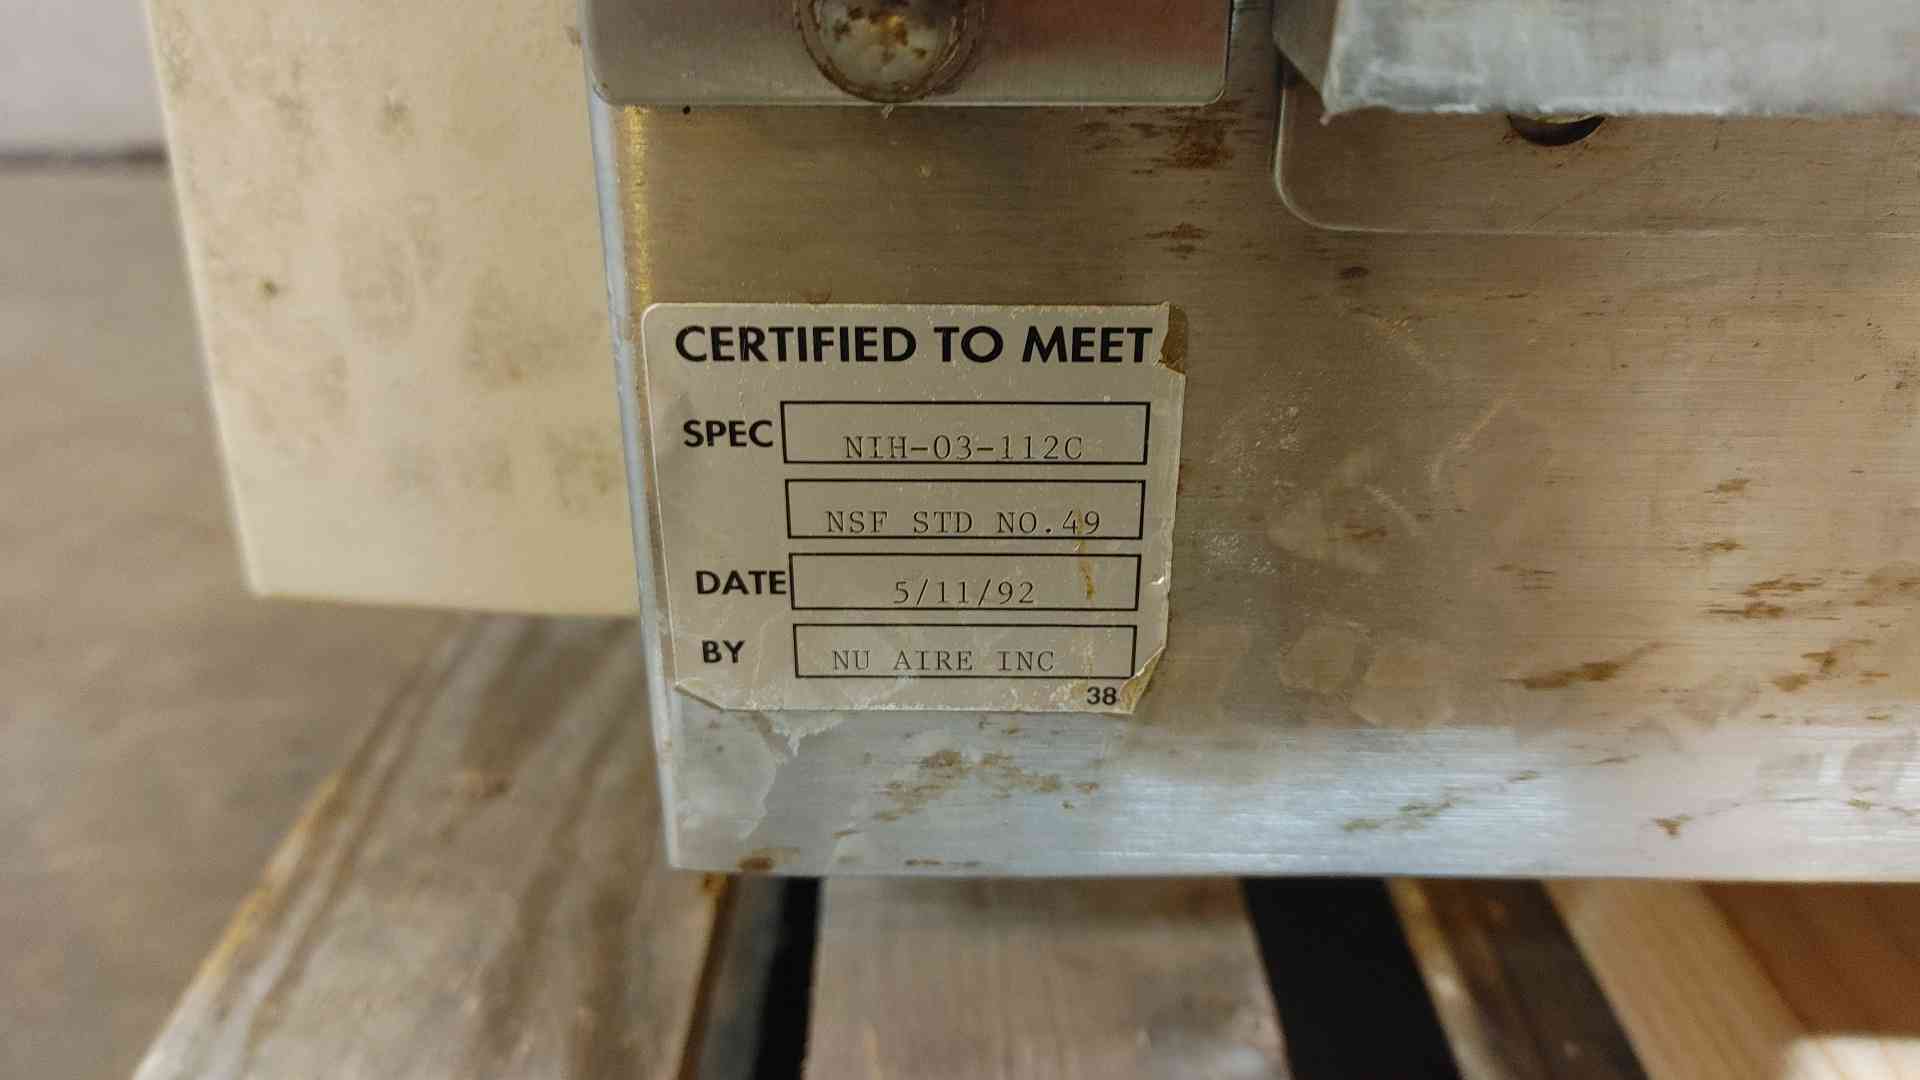 CERTIFIED TO MEET
SPEC NIH-03-112C
NSF STD NO.49
DATE 5/11/92
BY NU AIRE INC
38